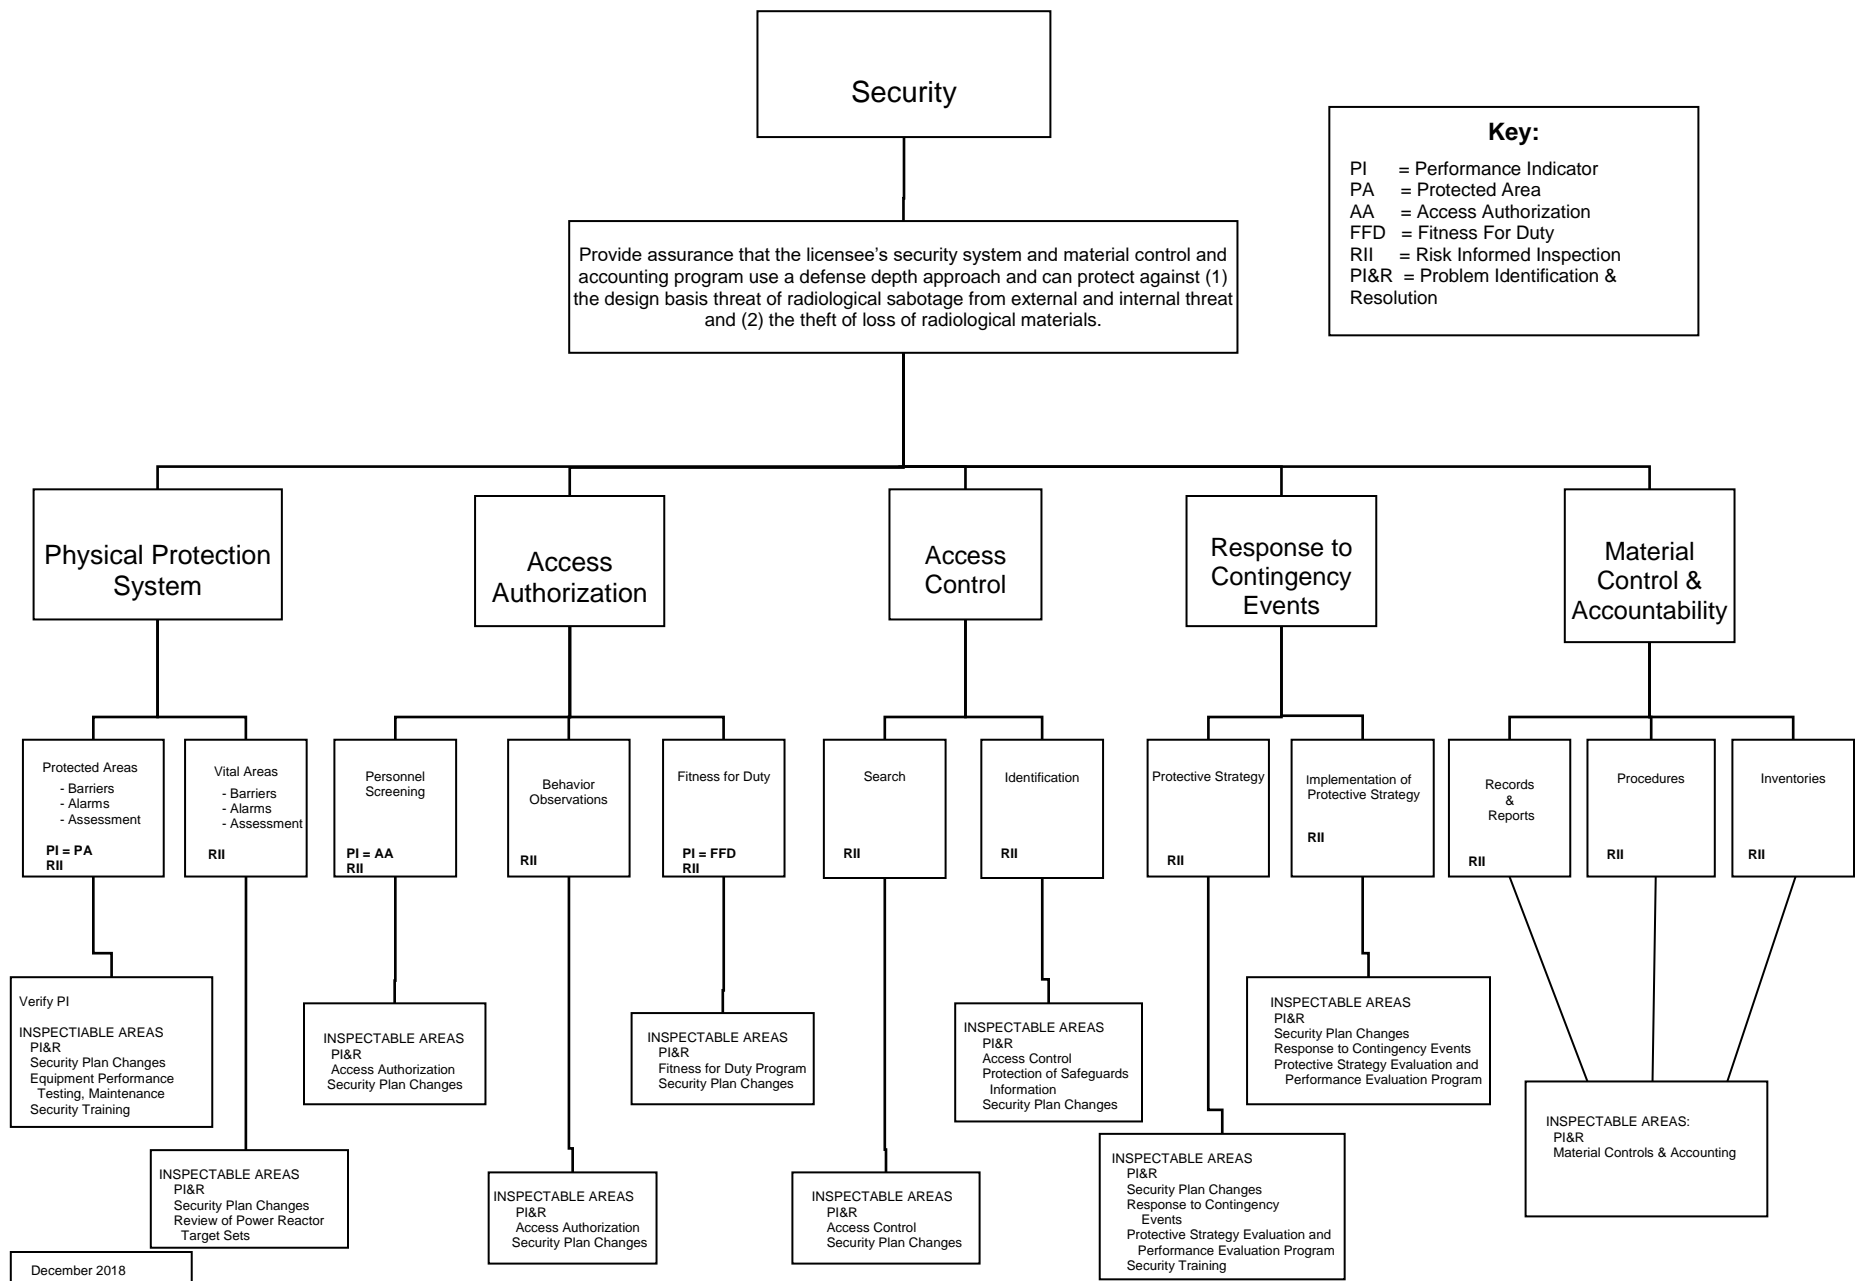 Security
Key:
PI = Performance Indicator
PA = Protected Area
AA = Access Authorization
FFD = Fitness For Duty
RII = Risk Informed Inspection
PI&R = Problem Identification &
Resolution
Provide assurance that the licensee’s security system and material control and
accounting program use a defense depth approach and can protect against (1)
the design basis threat of radiological sabotage from external and internal threat
and (2) the theft of loss of radiological materials.
Physical Protection
System
Access
Authorization
Access
Control
Response to
Contingency
Events
Material
Control &
Accountability
Protected Areas
- Barriers
- Alarms
- Assessment
PI = PA
RII
Vital Areas
- Barriers
- Alarms
- Assessment
RII
Personnel
Screening
PI = AA
RII
Behavior
Observations
RII
Fitness for Duty
PI = FFD
RII
Search
RII
Identification
RII
Protective Strategy
RII
Implementation of
Protective Strategy
RII
Records
&
Reports
RII
Procedures
RII
Inventories
RII
Verify PI
INSPECTIABLE AREAS
PI&R
Security Plan Changes
Equipment Performance
Testing, Maintenance
Security Training
INSPECTABLE AREAS
PI&R
Security Plan Changes
Review of Power Reactor
Target Sets
INSPECTABLE AREAS
PI&R
Access Authorization
Security Plan Changes
INSPECTABLE AREAS
PI&R
Access Authorization
Security Plan Changes
INSPECTABLE AREAS
PI&R
Fitness for Duty Program
Security Plan Changes
INSPECTABLE AREAS
PI&R
Access Control
Security Plan Changes
INSPECTABLE AREAS
PI&R
Access Control
Protection of Safeguards
Information
Security Plan Changes
INSPECTABLE AREAS
PI&R
Security Plan Changes
Response to Contingency
Events
Protective Strategy Evaluation and
Performance Evaluation Program
Security Training
INSPECTABLE AREAS
PI&R
Security Plan Changes
Response to Contingency Events
Protective Strategy Evaluation and
Performance Evaluation Program
INSPECTABLE AREAS:
PI&R
Material Controls & Accounting
December 2018